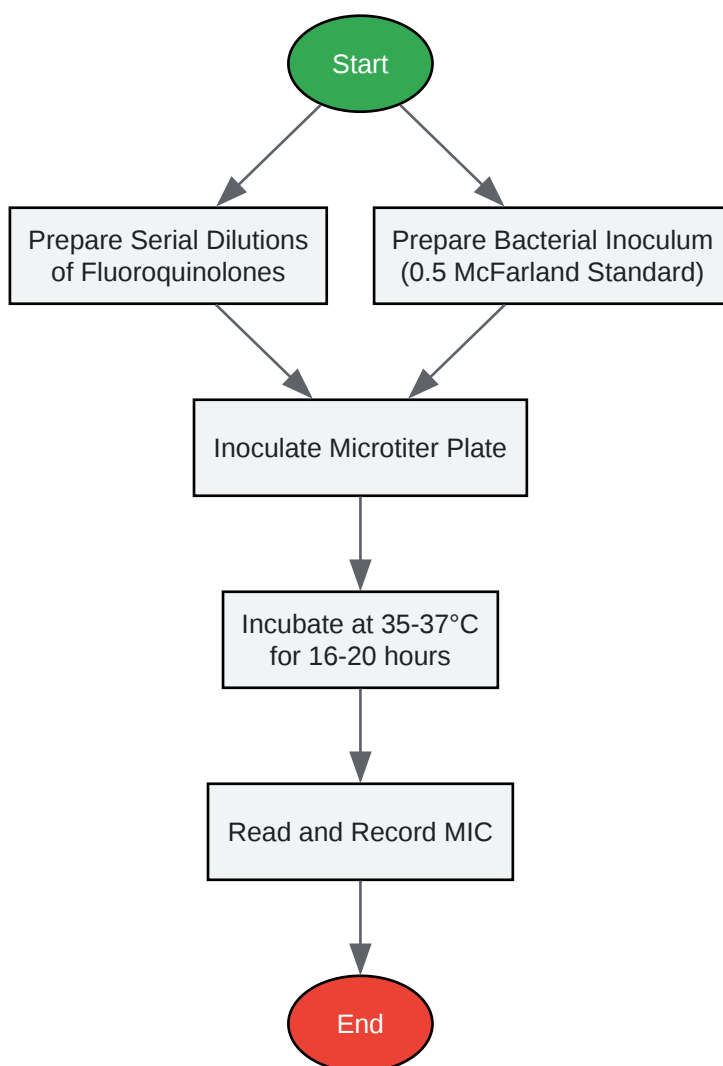 Start
Prepare Serial Dilutions
of Fluoroquinolones
Prepare Bacterial Inoculum
(0.5 McFarland Standard)
Inoculate Microtiter Plate
Incubate at 35-37°C
for 16-20 hours
Read and Record MIC
End